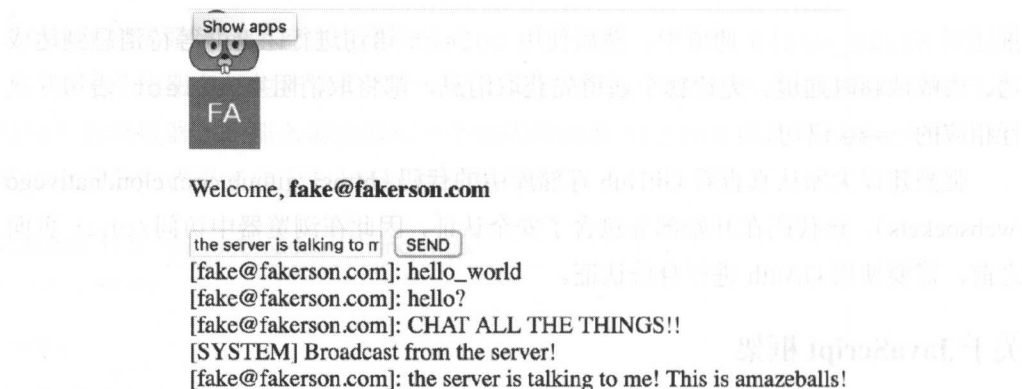 Show apps
FA
Welcome, fake@fakerson.com
the server is talking to m SEND
[fake@fakerson.com]: hello_world
[fake@fakerson.com]: hello?
[fake@fakerson.com]: CHAT ALL THE THINGS!!
[SYSTEM] Broadcast from the server!
[fake@fakerson.com]: the server is talking to me! This is amazeballs!